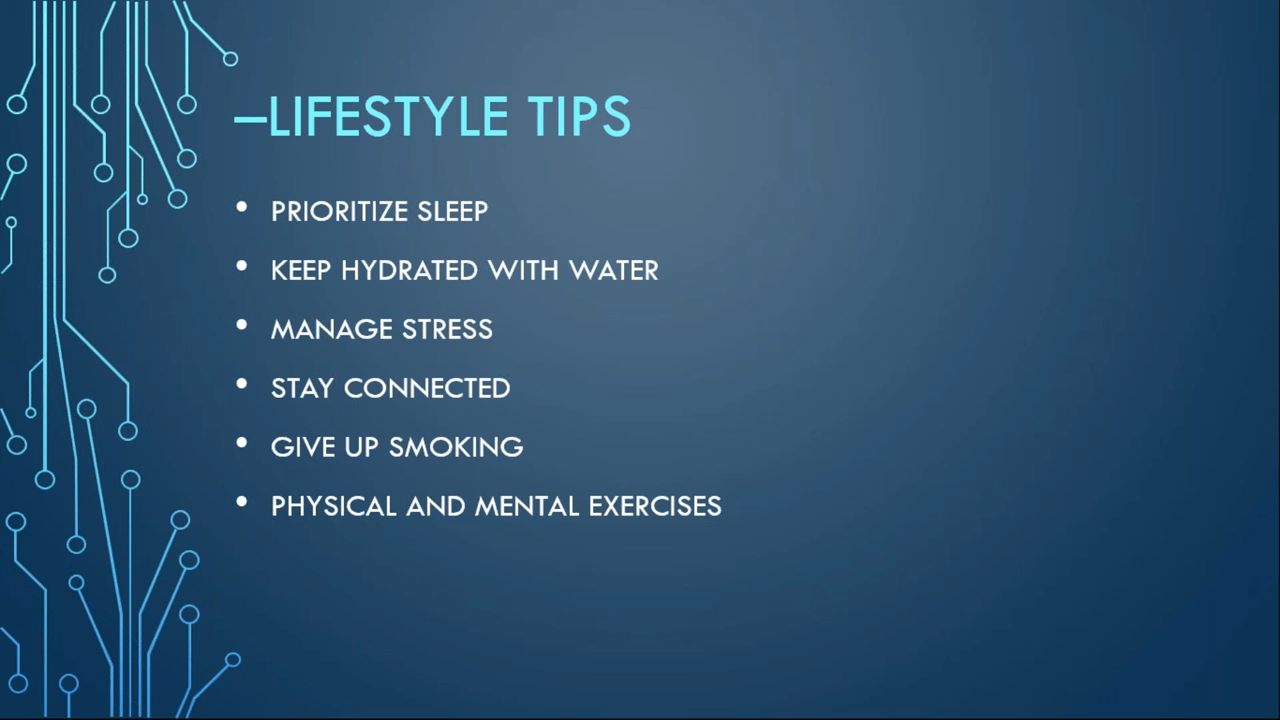 –LIFESTYLE TIPS
• PRIORITIZE SLEEP
• KEEP HYDRATED WITH WATER
• MANAGE STRESS
• STAY CONNECTED
• GIVE UP SMOKING
• PHYSICAL AND MENTAL EXERCISES